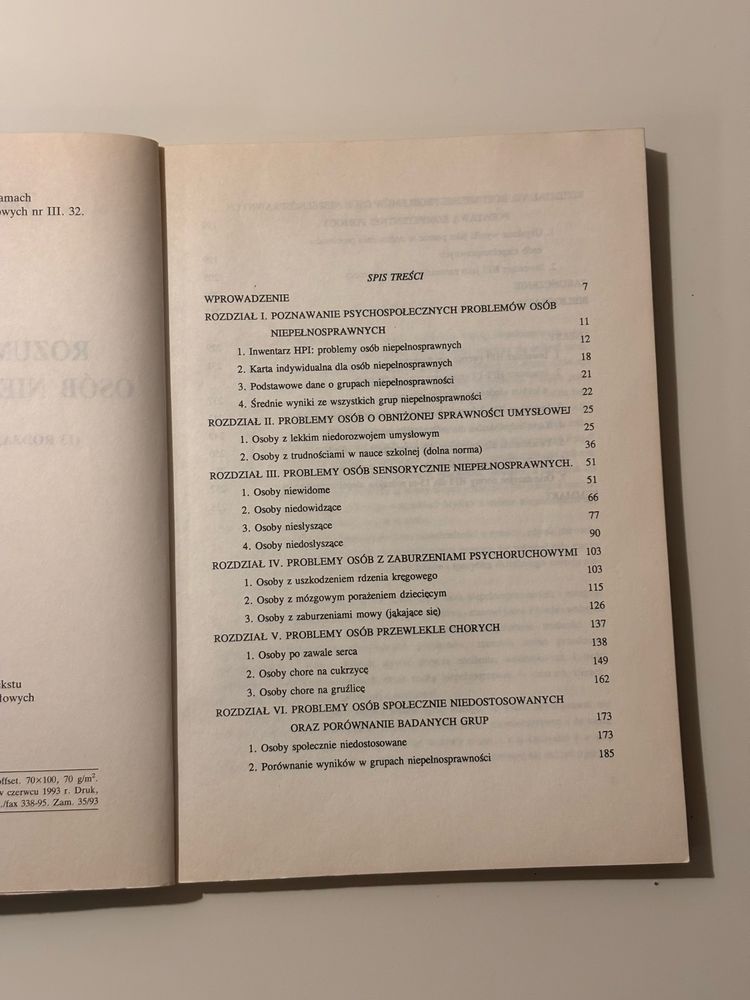 amach
owych nr III. 32.
kstu
łowych
offset. 70×100, 70 g/m².
w czerwcu 1993 r. Druk,
./fax 338-95. Zam. 35/93
SPIS TREŚCI
WPROWADZENIE 7
ROZDZIAŁ I. POZNAWANIE PSYCHOSPOŁECZNYCH PROBLEMÓW OSÓB
NIEPEŁNOSPRAWNYCH 11
1. Inwentarz HPI: problemy osób niepełnosprawnych 12
2. Karta indywidualna dla osób niepełnosprawnych 18
3. Podstawowe dane o grupach niepełnosprawności 21
4. Średnie wyniki ze wszystkich grup niepełnosprawności 22
ROZDZIAŁ II. PROBLEMY OSÓB O OBNIŻONEJ SPRAWNOŚCI UMYSŁOWEJ 25
1. Osoby z lekkim niedorozwojem umysłowym 25
2. Osoby z trudnościami w nauce szkolnej (dolna norma) 36
ROZDZIAŁ III. PROBLEMY OSÓB SENSORYCZNIE NIEPEŁNOSPRAWNYCH. 51
1. Osoby niewidome 51
2. Osoby niedowidzące 66
3. Osoby niesłyszące 77
4. Osoby niedosłyszące 90
ROZDZIAŁ IV. PROBLEMY OSÓB Z ZABURZENIAMI PSYCHORUCHOWYMI 103
1. Osoby z uszkodzeniem rdzenia kręgowego 103
2. Osoby z mózgowym porażeniem dziecięcym 115
3. Osoby z zaburzeniami mowy (jąkające się) 126
ROZDZIAŁ V. PROBLEMY OSÓB PRZEWLEKLE CHORYCH 137
1. Osoby po zawale serca 138
2. Osoby chore na cukrzycę 149
3. Osoby chore na gruźlicę 162
ROZDZIAŁ VI. PROBLEMY OSÓB SPOŁECZNIE NIEDOSTOSOWANYCH
ORAZ PORÓWNANIE BADANYCH GRUP 173
1. Osoby społecznie niedostosowane 173
2. Porównanie wyników w grupach niepełnosprawności 185